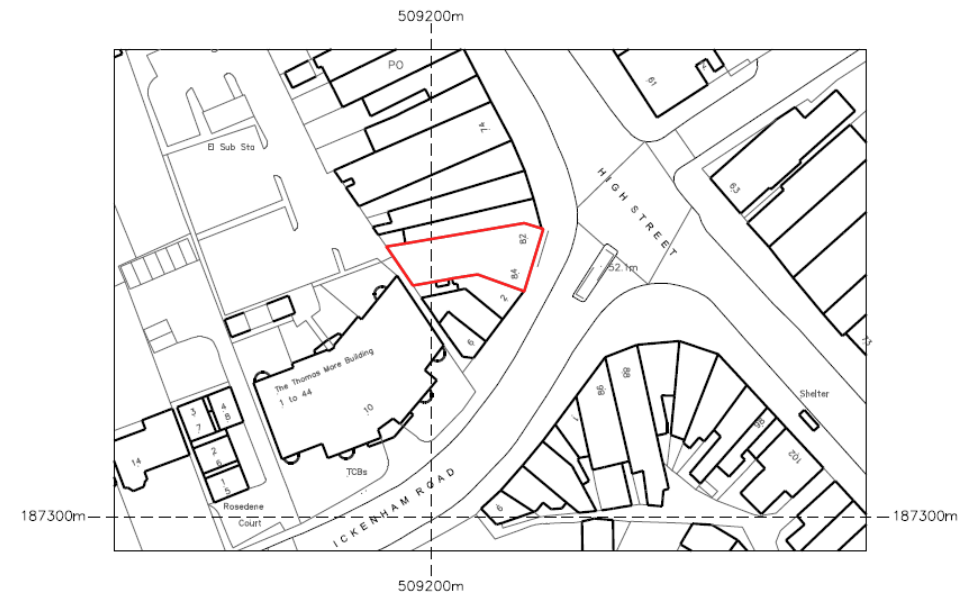 509200m
PO
61
2
74
El Sub Sta
63
HIGH STREET
82
52.1m
84
2
6
73
The Thomas More Building
1 to 44
88
86
Shelter
10
3
4
8
7
98
2
6
102
14
TCBs
1
5
ICKENHAM ROAD
Rosedene
Court
6
187300m
187300m
509200m